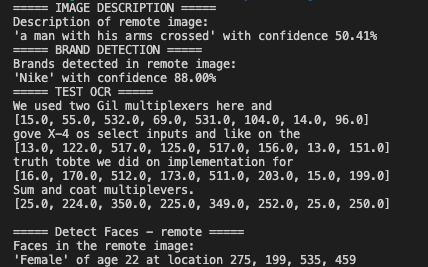 ===== IMAGE DESCRIPTION =====
Description of remote image:
'a man with his arms crossed' with confidence 50.41%
===== BRAND DETECTION =====
Brands detected in remote image:
'Nike' with confidence 88.00%
===== TEST OCR =====
We used two Gil multiplexers here and
[15.0, 55.0, 532.0, 69.0, 531.0, 104.0, 14.0, 96.0]
gove X-4 os select inputs and like on the
[13.0, 122.0, 517.0, 125.0, 517.0, 156.0, 13.0, 151.0]
truth tobte we did on implementation for
[16.0, 170.0, 512.0, 173.0, 511.0, 203.0, 15.0, 199.0]
Sum and coat multiplevers.
[25.0, 224.0, 350.0, 225.0, 349.0, 252.0, 25.0, 250.0]
===== Detect Faces - remote =====
Faces in the remote image:
'Female' of age 22 at location 275, 199, 535, 459